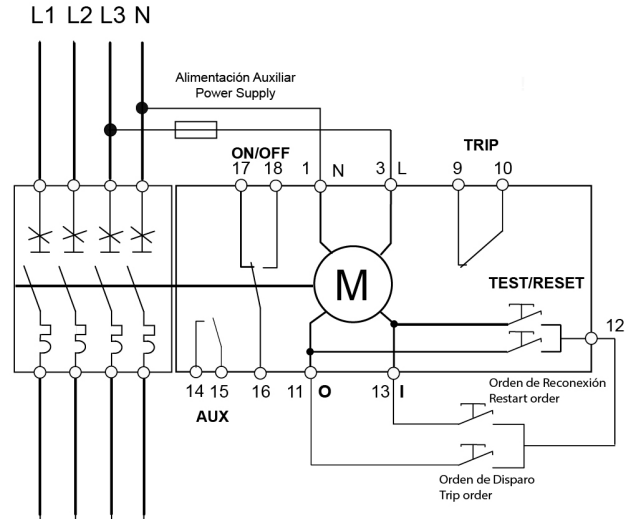 L1 L2 L3 N
Alimentación Auxiliar
Power Supply
ON/OFF
TRIP
17 18 1 N 3 L 9 10
M
TEST/RESET
12
14 15 16 11 O 13 I
AUX
Orden de Reconexión
Restart order
Orden de Disparo
Trip order